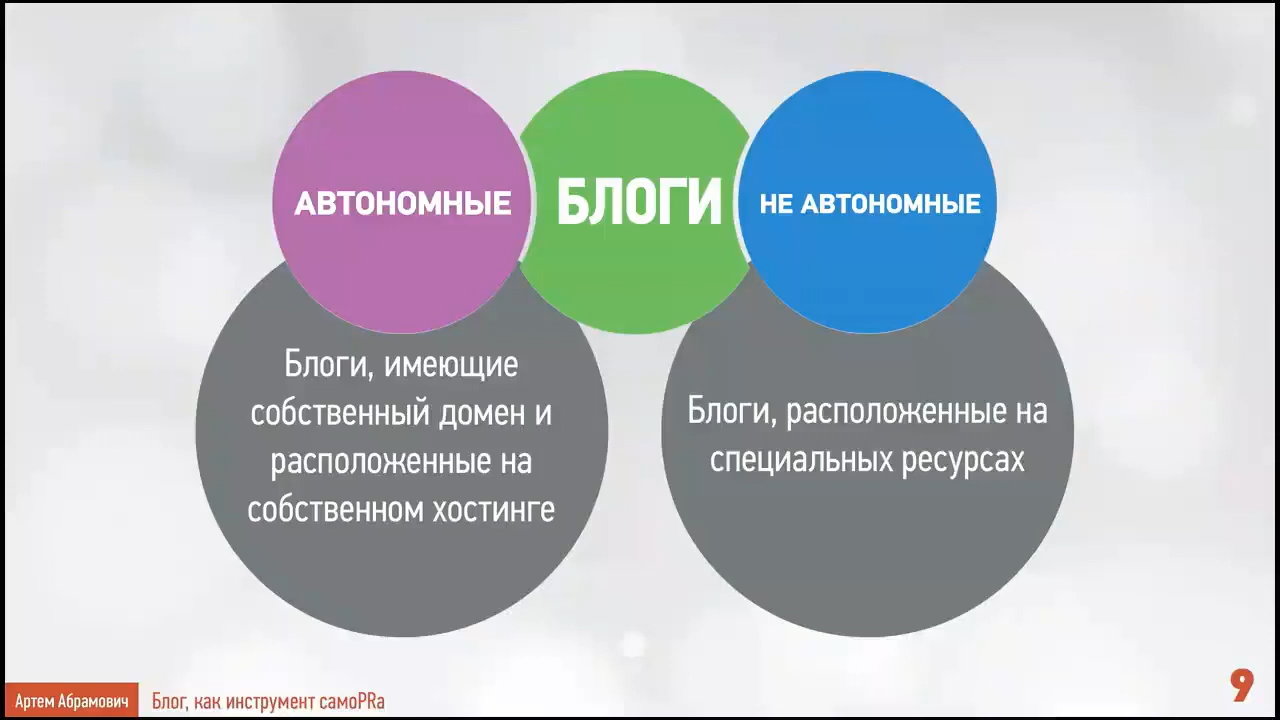 АВТОНОМНЫЕ
БЛОГИ
НЕ АВТОНОМНЫЕ
Блоги, имеющие
собственный домен и
расположенные на
собственном хостинге
Блоги, расположенные на
специальных ресурсах
Артем Абрамович
Блог, как инструмент самоPRа
9